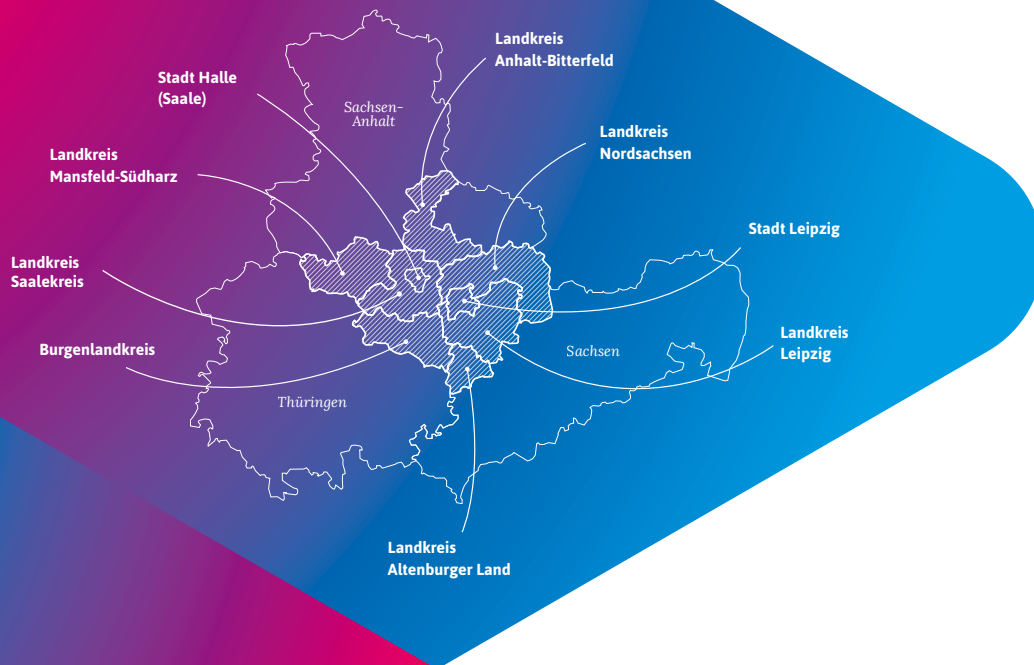 Landkreis
Anhalt-Bitterfeld
Stadt Halle
(Saale)
Sachsen-
Anhalt
Landkreis
Nordsachsen
Landkreis
Mansfeld-Südharz
Stadt Leipzig
Landkreis
Saalekreis
Landkreis
Leipzig
Burgenlandkreis
Sachsen
Thüringen
Landkreis
Altenburger Land